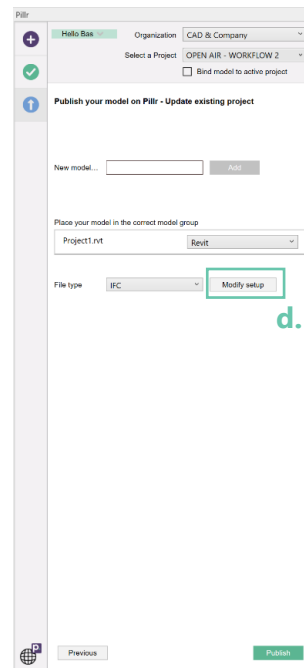 Pillr
Hello Bas
Organization CAD & Company
Select a Project OPEN AIR - WORKFLOW 2
Bind model to active project
Publish your model on Pillr - Update existing project
New model... Add
Place your model in the correct model group
Project1.rvt Revit
File type IFC Modify setup
d.
P
Previous Publish